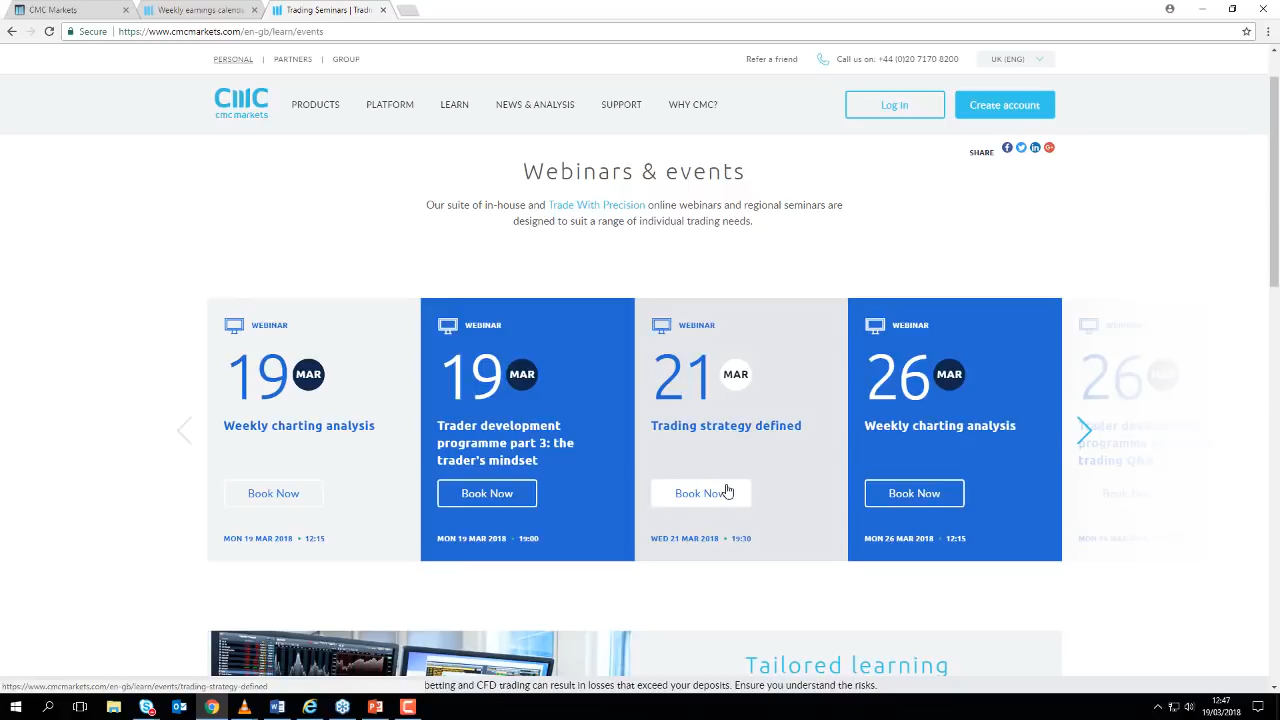 CMC Markets
Weekly earnings calenda
Trading Seminars | Tradi
Secure
https://www.cmcmarkets.com/en-gb/learn/events
PERSONAL | PARTNERS | GROUP
Refer a friend
Call us on: +44 (0)20 7170 8200
UK (ENG)
cmc markets
PRODUCTS
PLATFORM
LEARN
NEWS & ANALYSIS
SUPPORT
WHY CMC?
Log in
Create account
SHARE
Webinars & events
Our suite of in-house and Trade With Precision online webinars and regional seminars are
designed to suit a range of individual trading needs.
WEBINAR
19 MAR
Weekly charting analysis
Book Now
MON 19 MAR 2018 • 12:15
WEBINAR
19 MAR
Trader development
programme part 3: the
trader's mindset
Book Now
MON 19 MAR 2018 • 19:00
WEBINAR
21 MAR
Trading strategy defined
Book Now
WED 21 MAR 2018 • 19:30
WEBINAR
26 MAR
Weekly charting analysis
Book Now
MON 26 MAR 2018 • 12:15
WEBINAR
26 MAR
trading Q&A
Book Now
Tailored learning
https://www.cmcmarkets.com/en-gb/learn/events/trading-strategy-defined
betting and CFD trading can result in losses that exceed your deposits. Ensure you understand the risks.
12:47
19/03/2018